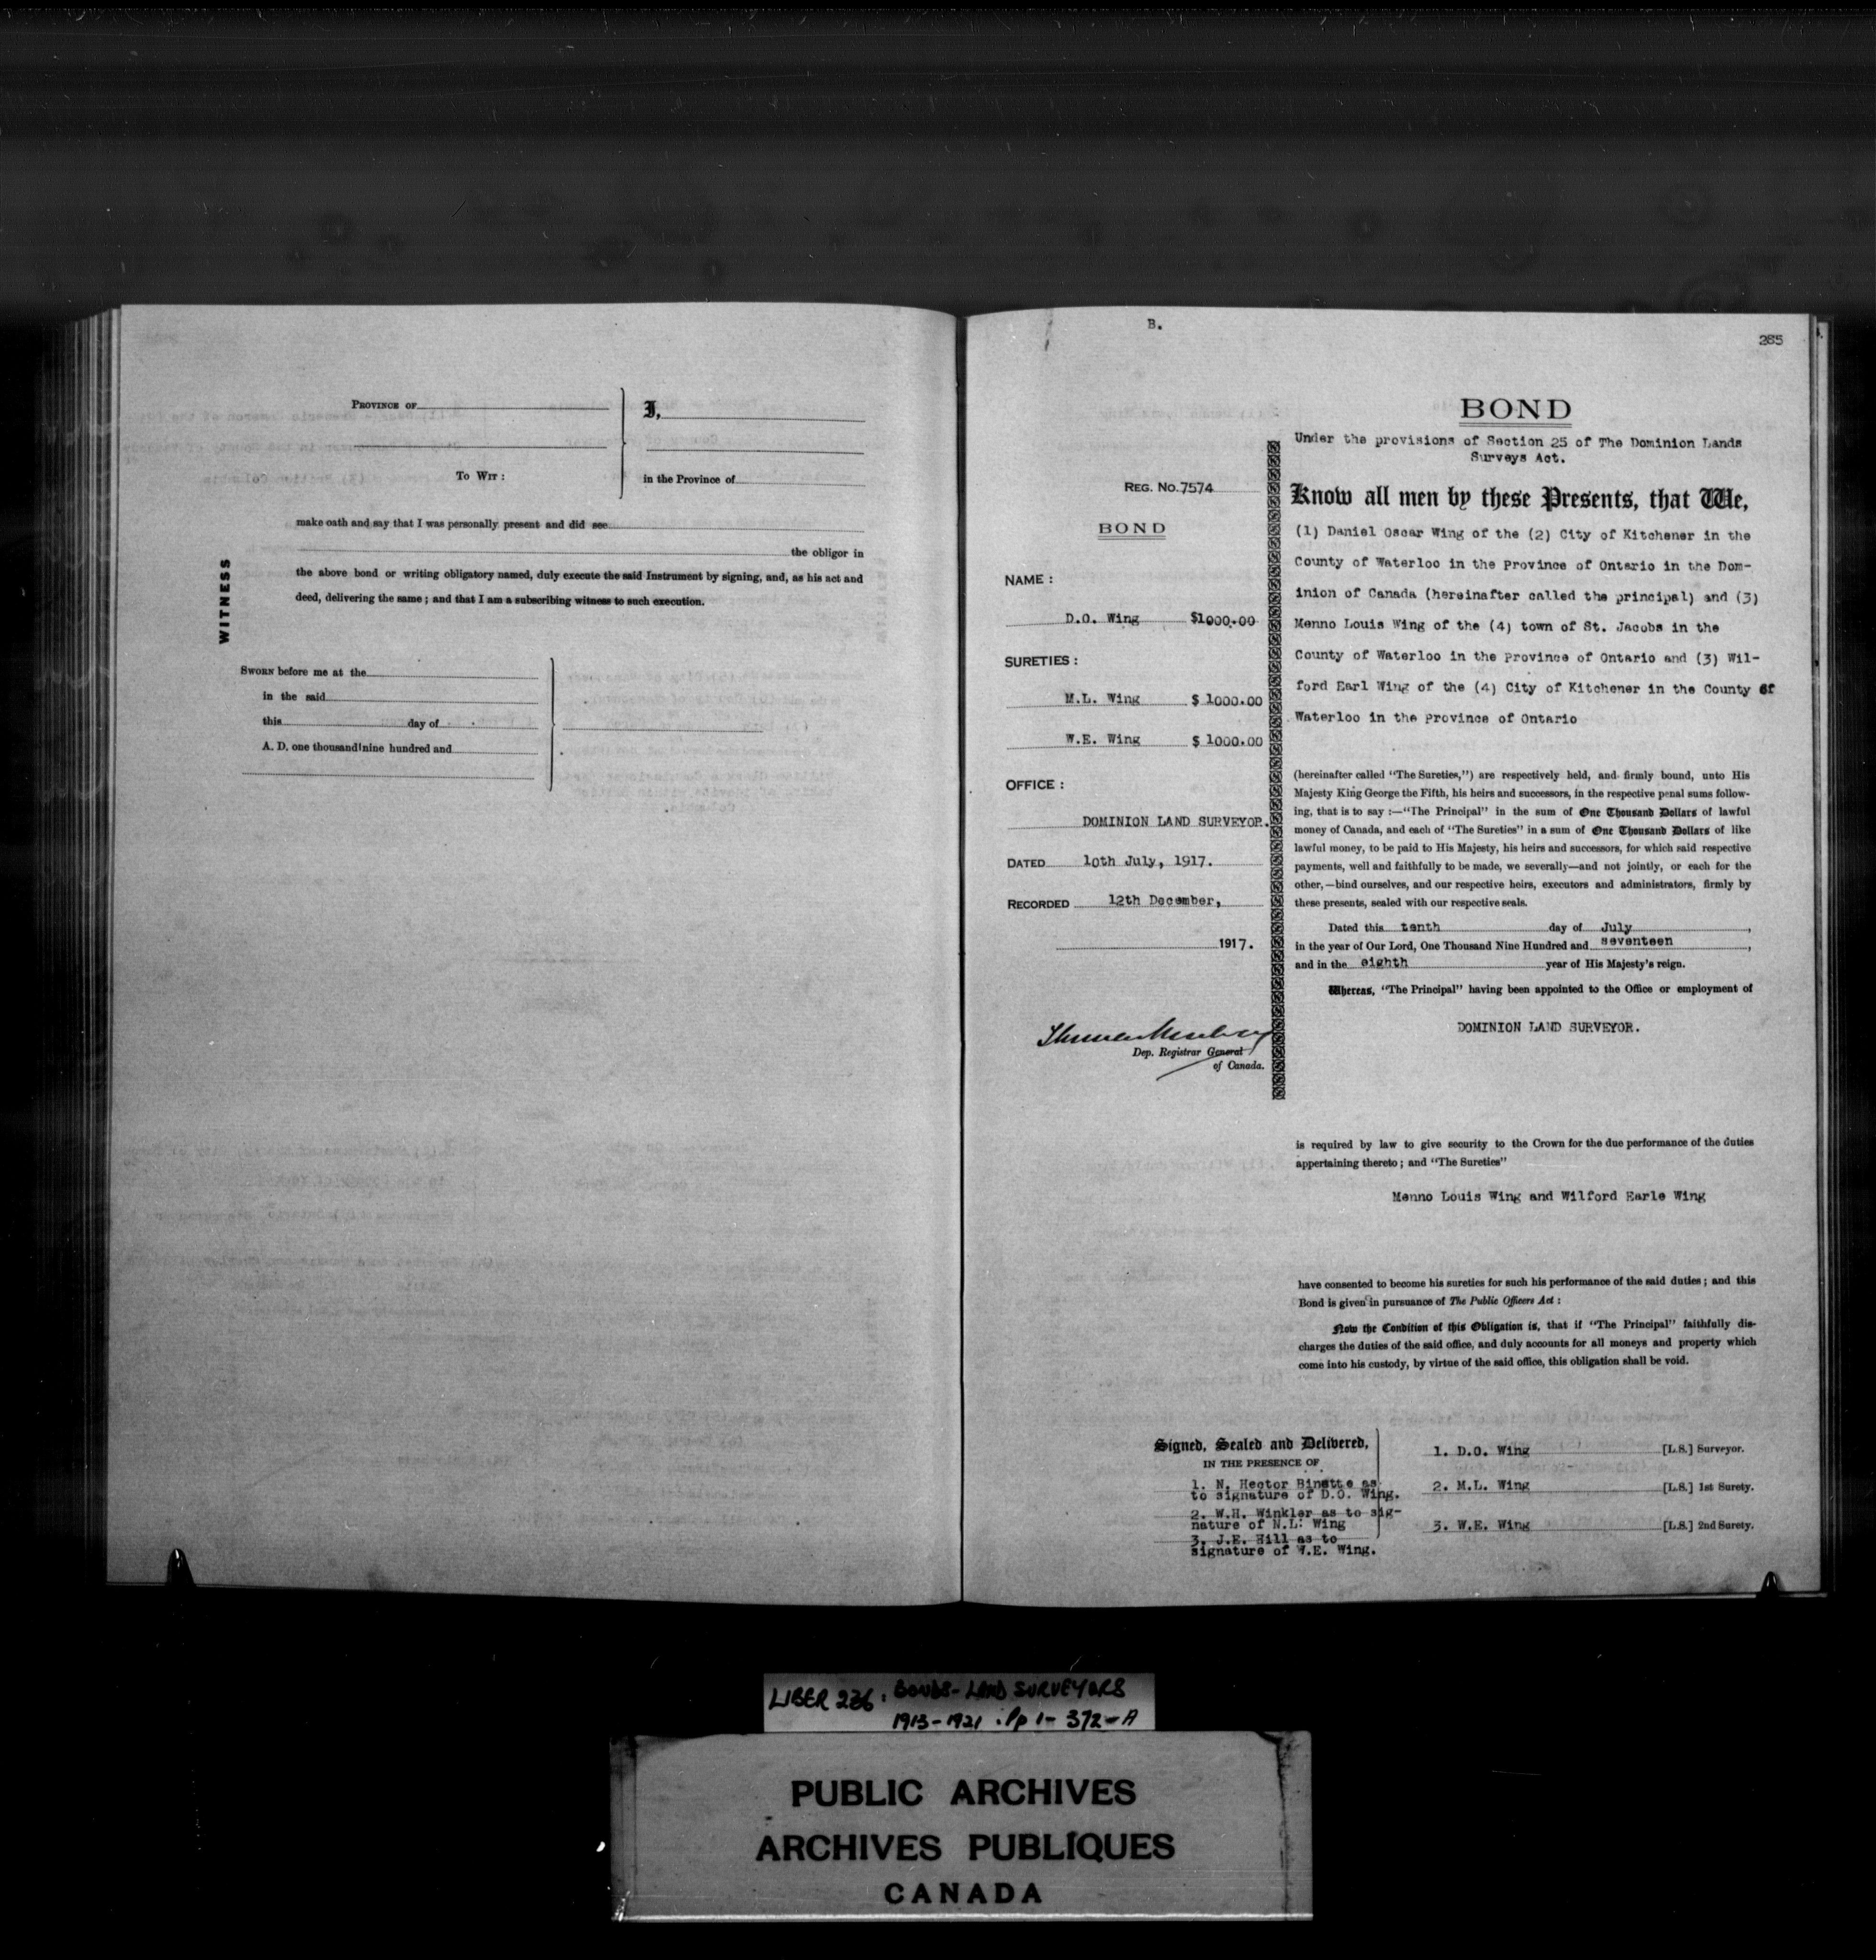 PROVINCE OF
I,
TO WIT :
in the Province of
make oath and say that I was personally present and did see
the obligor in
the above bond or writing obligatory named, duly execute the said Instrument by signing, and, as his act and
deed, delivering the same ; and that I am a subscribing witness to such execution.
WITNESS
SWORN before me at the
in the said
this day of
A. D. one thousand nine hundred and
B.
285
REG. NO. 7574
BOND
NAME :
D.O. Wing $1000.00
SURETIES :
M.L. Wing $ 1000.00
W.E. Wing $ 1000.00
OFFICE :
DOMINION LAND SURVEYOR.
DATED 10th July, 1917.
RECORDED 12th December,
1917.
Dep. Registrar General
of Canada.
BOND
Under the provisions of Section 25 of The Dominion Lands
Surveys Act.
Know all men by these Presents, that We,
(1) Daniel Oscar Wing of the (2) City of Kitchener in the
County of Waterloo in the Province of Ontario in the Dom-
inion of Canada (hereinafter called the principal) and (3)
Menno Louis Wing of the (4) town of St. Jacobs in the
County of Waterloo in the Province of Ontario and (3) Wil-
ford Earl Wing of the (4) City of Kitchener in the County of
Waterloo in the Province of Ontario
(hereinafter called "The Sureties,") are respectively held, and firmly bound, unto His
Majesty King George the Fifth, his heirs and successors, in the respective penal sums follow-
ing, that is to say :—"The Principal" in the sum of One Thousand Dollars of lawful
money of Canada, and each of "The Sureties" in a sum of One Thousand Dollars of like
lawful money, to be paid to His Majesty, his heirs and successors, for which said respective
payments, well and faithfully to be made, we severally—and not jointly, or each for the
other,—bind ourselves, and our respective heirs, executors and administrators, firmly by
these presents, sealed with our respective seals.
Dated this tenth day of July ,
in the year of Our Lord, One Thousand Nine Hundred and seventeen ,
and in the eighth year of His Majesty's reign.
Whereas, "The Principal" having been appointed to the Office or employment of
DOMINION LAND SURVEYOR.
is required by law to give security to the Crown for the due performance of the duties
appertaining thereto ; and "The Sureties"
Menno Louis Wing and Wilford Earle Wing
have consented to become his sureties for such his performance of the said duties ; and this
Bond is given in pursuance of The Public Officers Act :
Now the Condition of this Obligation is, that if "The Principal" faithfully dis-
charges the duties of the said office, and duly accounts for all moneys and property which
come into his custody, by virtue of the said office, this obligation shall be void.
Signed, Sealed and Delivered,
IN THE PRESENCE OF
1. N. Hector Binette as
to signature of D.O. Wing.
2. W.H. Winkler as to sig-
nature of N.L. Wing
3. J.E. Hill as to
signature of W.E. Wing.
1. D.O. Wing [L.S.] Surveyor.
2. M.L. Wing [L.S.] 1st Surety.
3. W.E. Wing [L.S.] 2nd Surety.
LIBER 236 : BONDS - LAND SURVEYORS
1913-1921 . Pp 1- 372-A
PUBLIC ARCHIVES
ARCHIVES PUBLIQUES
CANADA